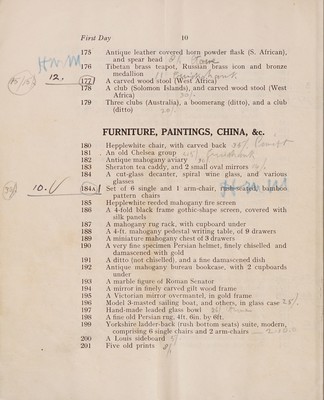 First Day 10
175 Antique leather covered horn powder flask (S. African),
and spear head
176 Tibetan brass teapot, Russian brass icon and bronze
medallion
177 A carved wood stool (West Africa)
178 A club (Solomon Islands), and carved wood stool (West
Africa)
179 Three clubs (Australia), a boomerang (ditto), and a club
(ditto)
12.
FURNITURE, PAINTINGS, CHINA, &c.
180 Hepplewhite chair, with carved back
181 An old Chelsea group
182 Antique mahogany aviary
183 Sheraton tea caddy, and 2 small oval mirrors
184 A cut-glass decanter, spiral wine glass, and various
glasses
10.
184A Set of 6 single and 1 arm-chair, rush-seated bamboo
pattern chairs
185 Hepplewhite reeded mahogany fire screen
186 A 4-fold black frame gothic-shape screen, covered with
silk panels
187 A mahogany rug rack, with cupboard under
188 A 4-ft. mahogany pedestal writing table, of 9 drawers
189 A miniature mahogany chest of 3 drawers
190 A very fine specimen Persian helmet, finely chiselled and
damascened with gold
191 A ditto (not chiselled), and a fine damascened dish
192 Antique mahogany bureau bookcase, with 2 cupboards
under
193 A marble figure of Roman Senator
194 A mirror in finely carved gilt wood frame
195 A Victorian mirror overmantel, in gold frame
196 Model 3-masted sailing boat, and others, in glass case
197 Hand-made leaded glass bowl
198 A fine old Persian rug, 4ft. 6in. by 6ft.
199 Yorkshire ladder-back (rush bottom seats) suite, modern,
comprising 6 single chairs and 2 arm-chairs
200 A Louis sideboard
201 Five old prints